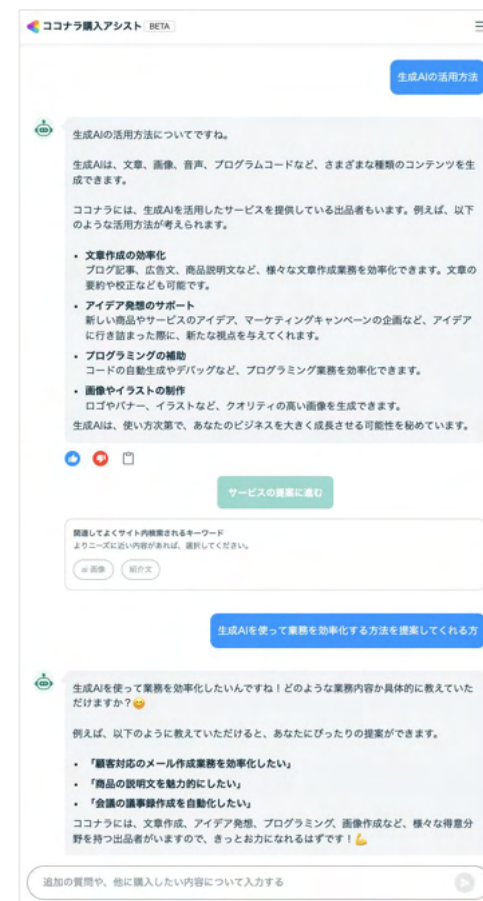 ココナラ購入アシスト BETA
生成AIの活用方法
生成AIの活用方法についてですね。
生成AIは、文章、画像、音声、プログラムコードなど、さまざまな種類のコンテンツを生
成できます。
ココナラには、生成AIを活用したサービスを提供している出品者もいます。例えば、以下
のような活用方法が考えられます。
・ 文章作成の効率化
ブログ記事、広告文、商品説明文など、様々な文章作成業務を効率化できます。文章の
要約や校正なども可能です。
・ アイデア発想のサポート
新しい商品やサービスのアイデア、マーケティングキャンペーンの企画など、アイデア
に行き詰まった際に、新たな視点を与えてくれます。
・ プログラミングの補助
コードの自動生成やデバッグなど、プログラミング業務を効率化できます。
・ 画像やイラストの制作
ロゴやバナー、イラストなど、クオリティの高い画像を生成できます。
生成AIは、使い方次第で、あなたのビジネスを大きく成長させる可能性を秘めています。
サービスの提案に進む
関連してよくサイト内検索されるキーワード
よりニーズに近い内容があれば、選択してください。
ai 画像 紹介文
生成AIを使って業務を効率化する方法を提案してくれる方
生成AIを使って業務を効率化したいんですね！どのような業務内容か具体的に教えていた
だけますか？😊
例えば、以下のように教えていただけると、あなたにぴったりの提案ができます。
・ 「顧客対応のメール作成業務を効率化したい」
・ 「商品の説明文を魅力的にしたい」
・ 「会議の議事録作成を自動化したい」
ココナラには、文章作成、アイデア発想、プログラミング、画像作成など、様々な得意分
野を持つ出品者がいますので、きっとお力になれるはずです！💪
追加の質問や、他に購入したい内容について入力する